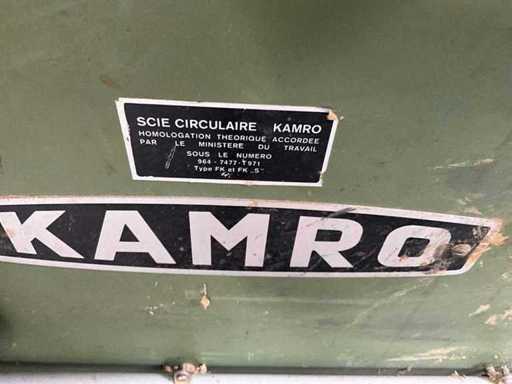 SCIE CIRCULAIRE KAMRO
HOMOLOGATION THEORIQUE ACCORDEE
PAR LE MINISTERE DU TRAVAIL
SOUS LE NUMERO
964 - 7477 - T971
Type FK et FK „S“
KAMRO